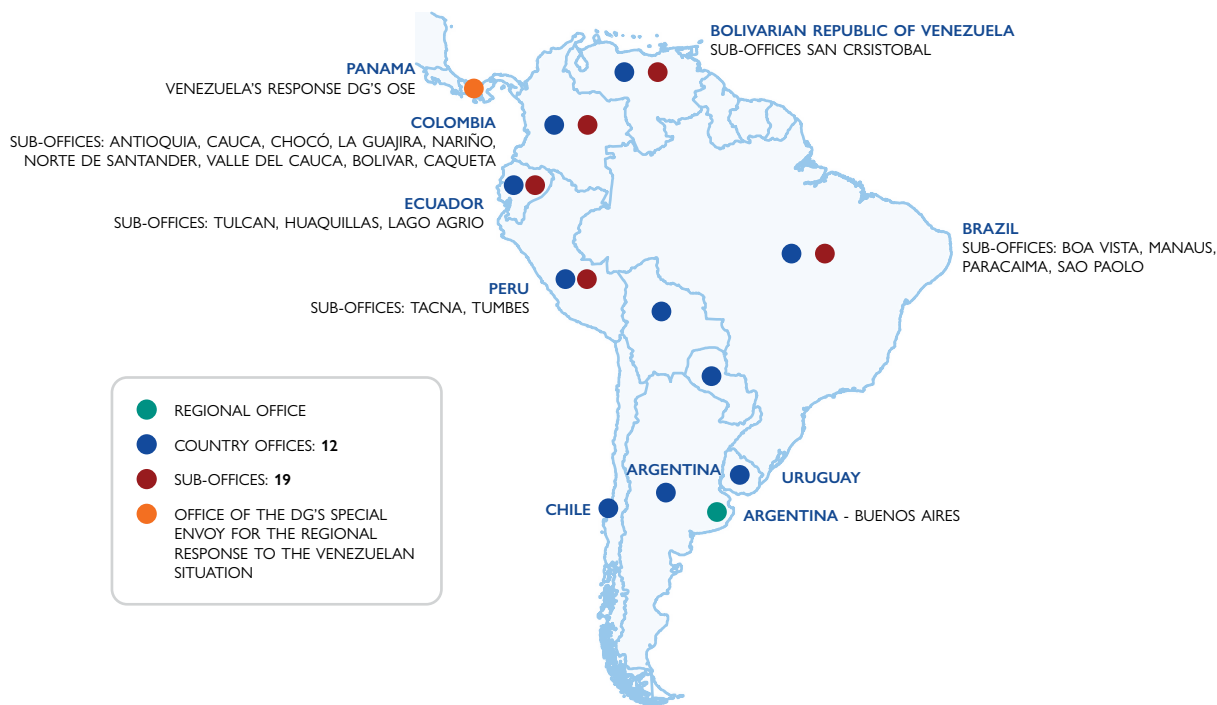 BOLIVARIAN REPUBLIC OF VENEZUELA
SUB-OFFICES SAN CRSISTOBAL
PANAMA
VENEZUELA'S RESPONSE DG'S OSE
COLOMBIA
SUB-OFFICES: ANTIOQUIA, CAUCA, CHOCÓ, LA GUAJIRA, NARIÑO,
NORTE DE SANTANDER, VALLE DEL CAUCA, BOLIVAR, CAQUETA
ECUADOR
SUB-OFFICES: TULCAN, HUAQUILLAS, LAGO AGRIO
BRAZIL
SUB-OFFICES: BOA VISTA, MANAUS,
PARACAIMA, SAO PAOLO
PERU
SUB-OFFICES: TACNA, TUMBES
REGIONAL OFFICE
COUNTRY OFFICES: 12
SUB-OFFICES: 19
OFFICE OF THE DG'S SPECIAL
ENVOY FOR THE REGIONAL
RESPONSE TO THE VENEZUELAN
SITUATION
ARGENTINA
URUGUAY
CHILE
ARGENTINA - BUENOS AIRES